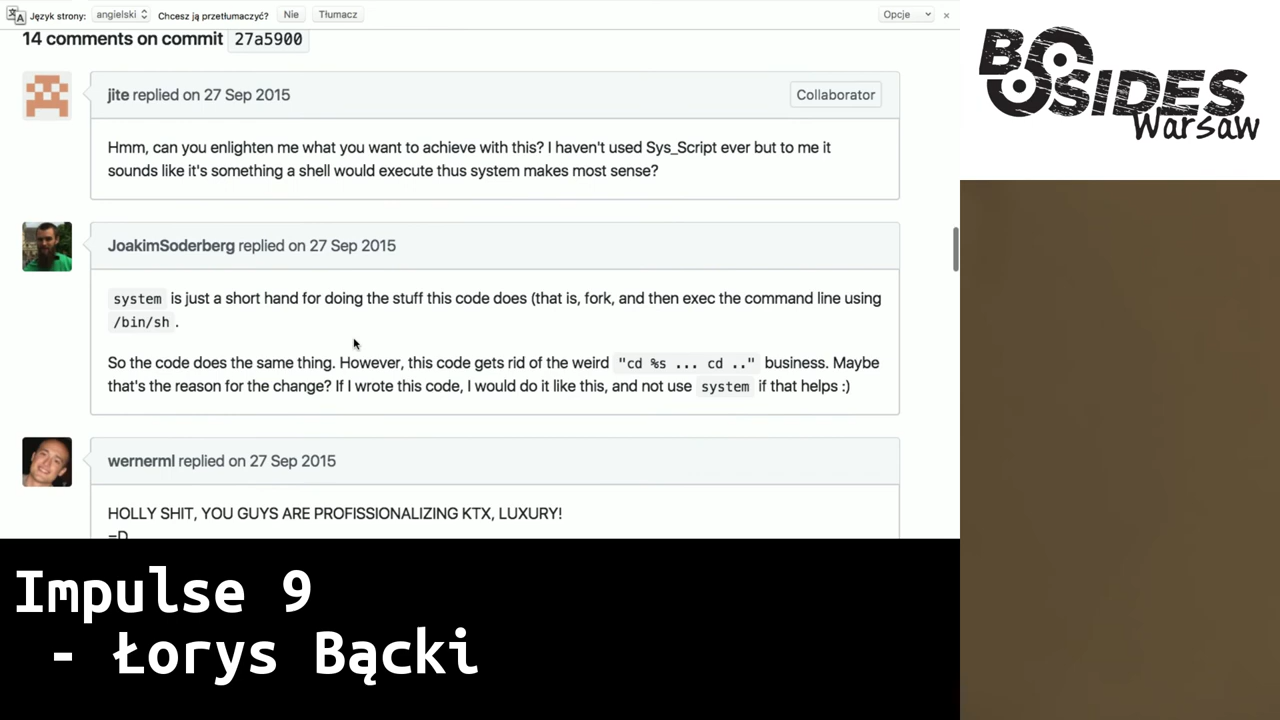 Język strony: angielski Chcesz ją przetłumaczyć? Nie Tłumacz Opcje ×
14 comments on commit 27a5900
jite replied on 27 Sep 2015 Collaborator
Hmm, can you enlighten me what you want to achieve with this? I haven't used Sys_Script ever but to me it
sounds like it's something a shell would execute thus system makes most sense?
JoakimSoderberg replied on 27 Sep 2015
system is just a short hand for doing the stuff this code does (that is, fork, and then exec the command line using
/bin/sh .
So the code does the same thing. However, this code gets rid of the weird "cd %s ... cd .." business. Maybe
that's the reason for the change? If I wrote this code, I would do it like this, and not use system if that helps :)
wernerml replied on 27 Sep 2015
HOLLY SHIT, YOU GUYS ARE PROFISSIONALIZING KTX, LUXURY!
=D
BSIDES
Warsaw
Impulse 9
- Łorys Bącki